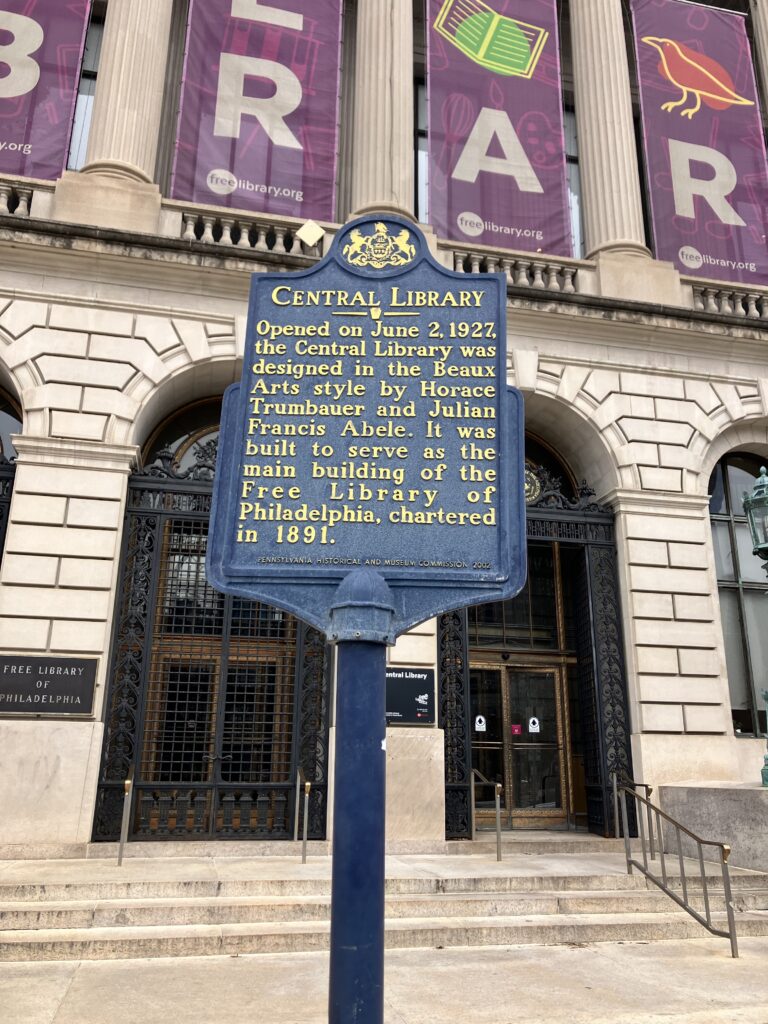 B
R
A
R
ry.org
freelibrary.org
freelibrary.org
freelibrary.org
CENTRAL LIBRARY
Opened on June 2, 1927,
the Central Library was
designed in the Beaux
Arts style by Horace
Trumbauer and Julian
Francis Abele. It was
built to serve as the
main building of the
Free Library of
Philadelphia, chartered
in 1891.
PENNSYLVANIA HISTORICAL AND MUSEUM COMMISSION 2002
FREE LIBRARY
OF
PHILADELPHIA
entral Library